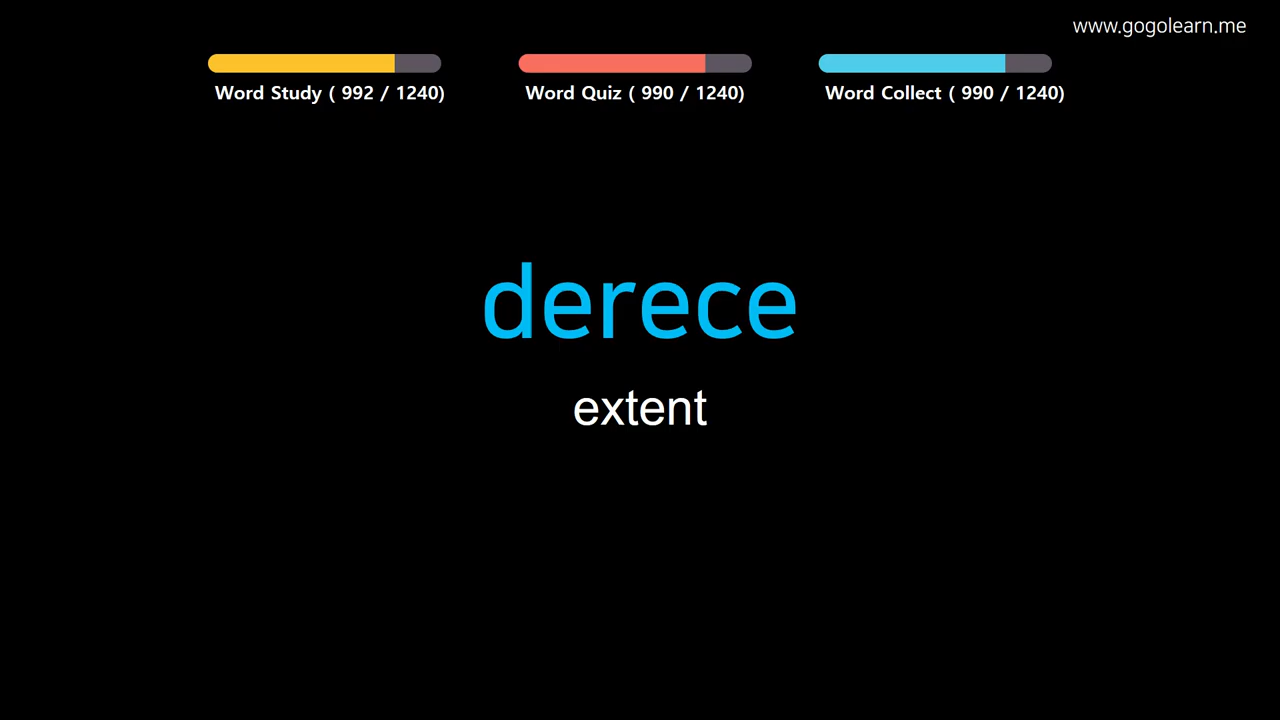 www.gogolearn.me
Word Study ( 992 / 1240)
Word Quiz ( 990 / 1240)
Word Collect ( 990 / 1240)
derece
extent